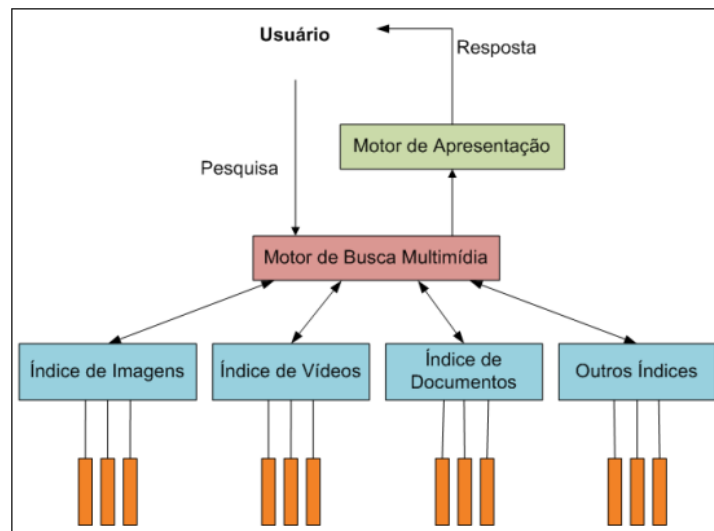 Usuário
Resposta
Motor de Apresentação
Pesquisa
Motor de Busca Multimídia
Índice de Imagens
Índice de Vídeos
Índice de
Documentos
Outros Índices